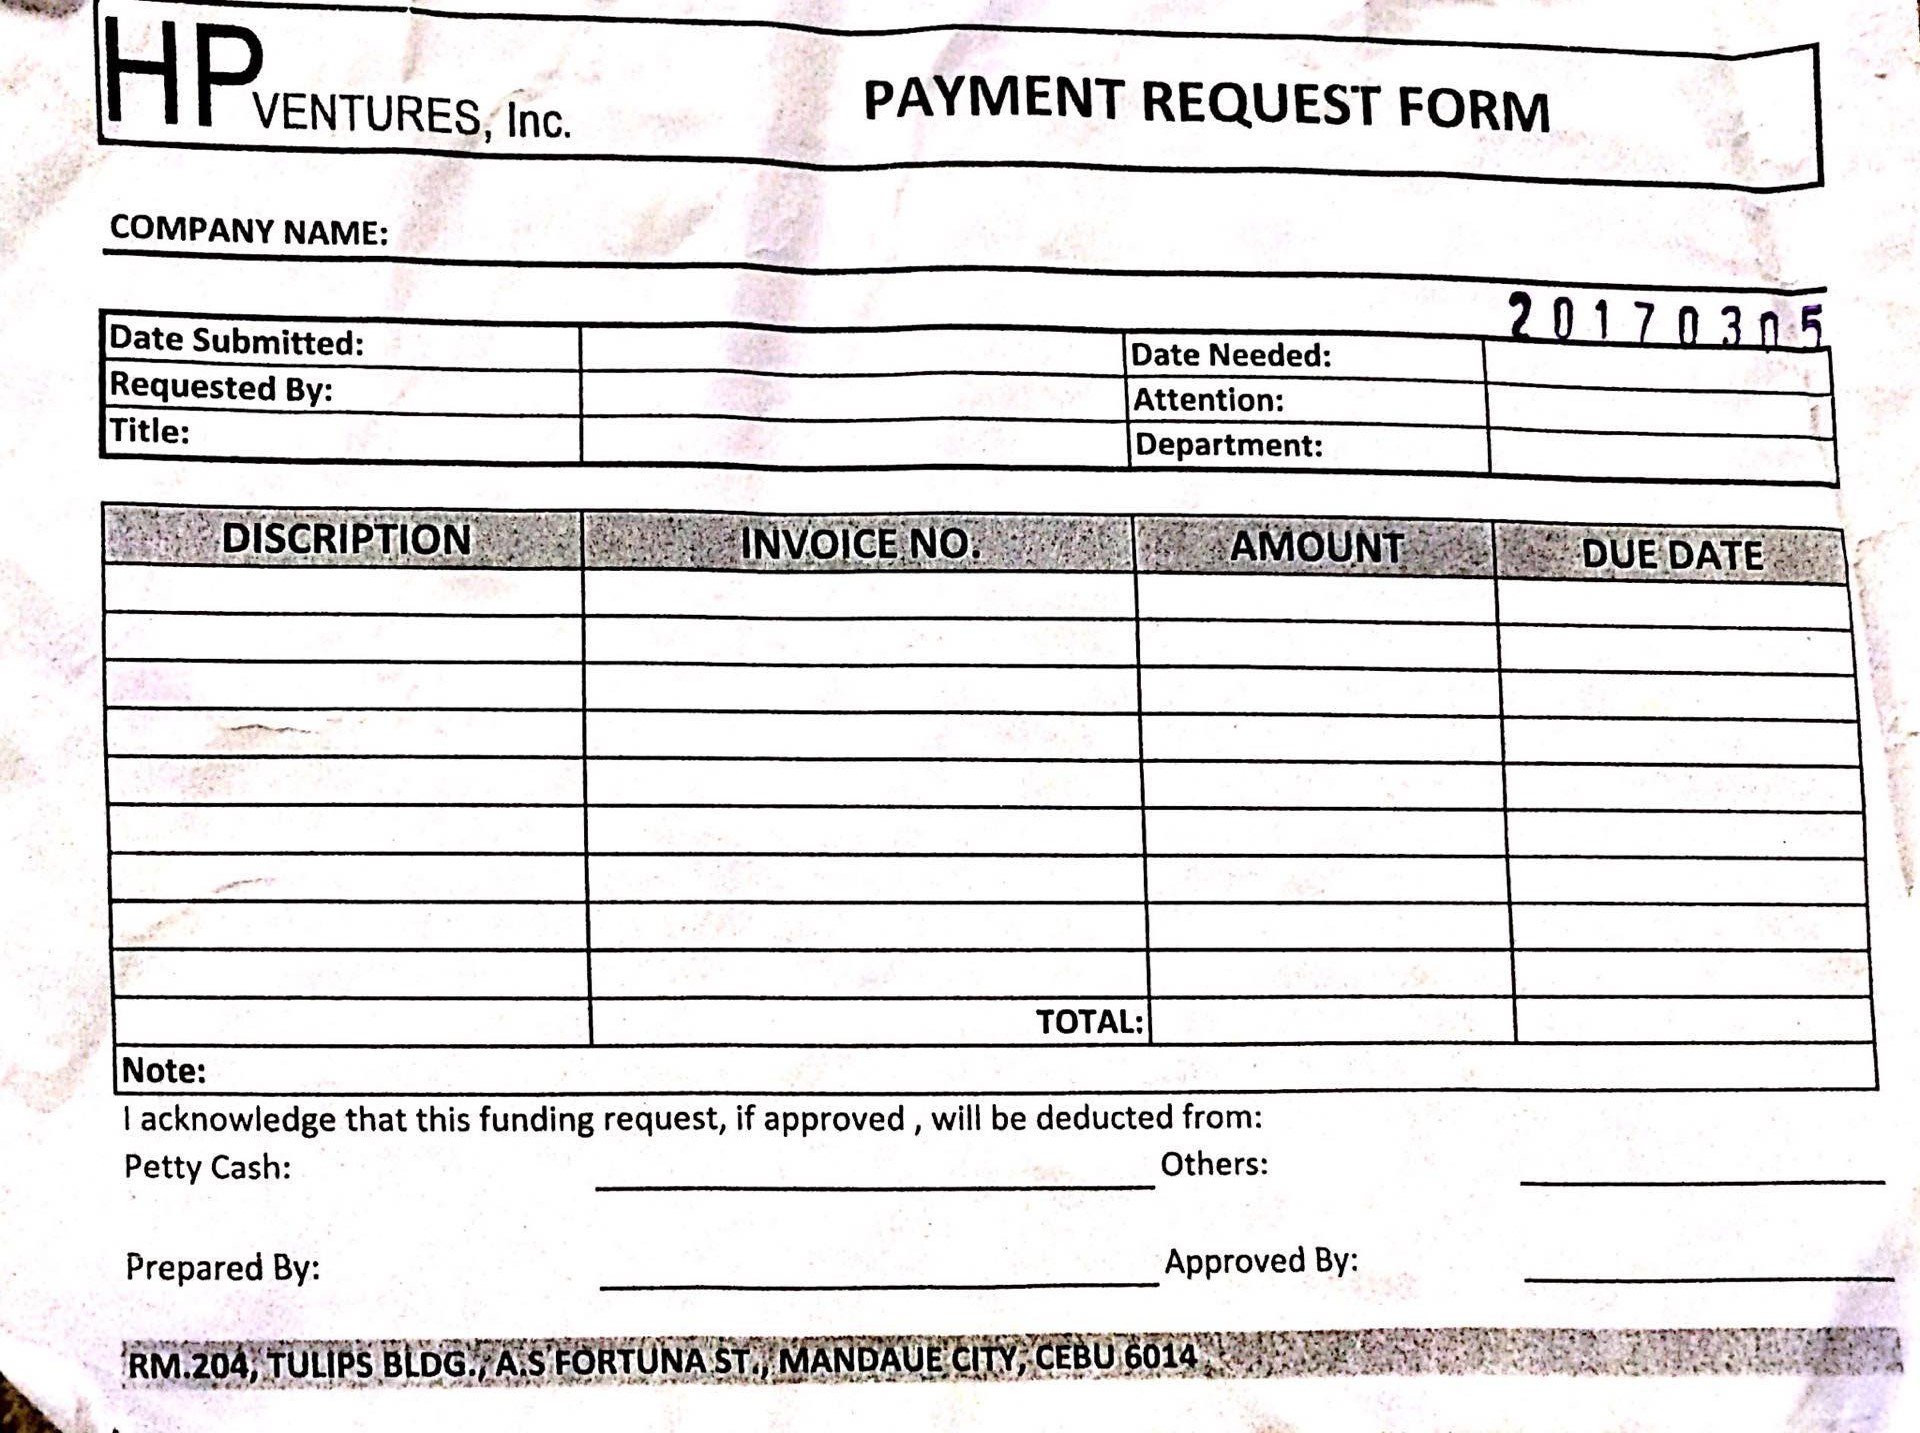 HP VENTURES, Inc. PAYMENT REQUEST FORM
COMPANY NAME:
20170305
Date Submitted: Date Needed:
Requested By: Attention:
Title: Department:
DISCRIPTION INVOICE NO. AMOUNT DUE DATE
TOTAL:
Note:
I acknowledge that this funding request, if approved , will be deducted from:
Petty Cash: Others:
Prepared By: Approved By:
RM.204, TULIPS BLDG., A.S FORTUNA ST., MANDAUE CITY, CEBU 6014